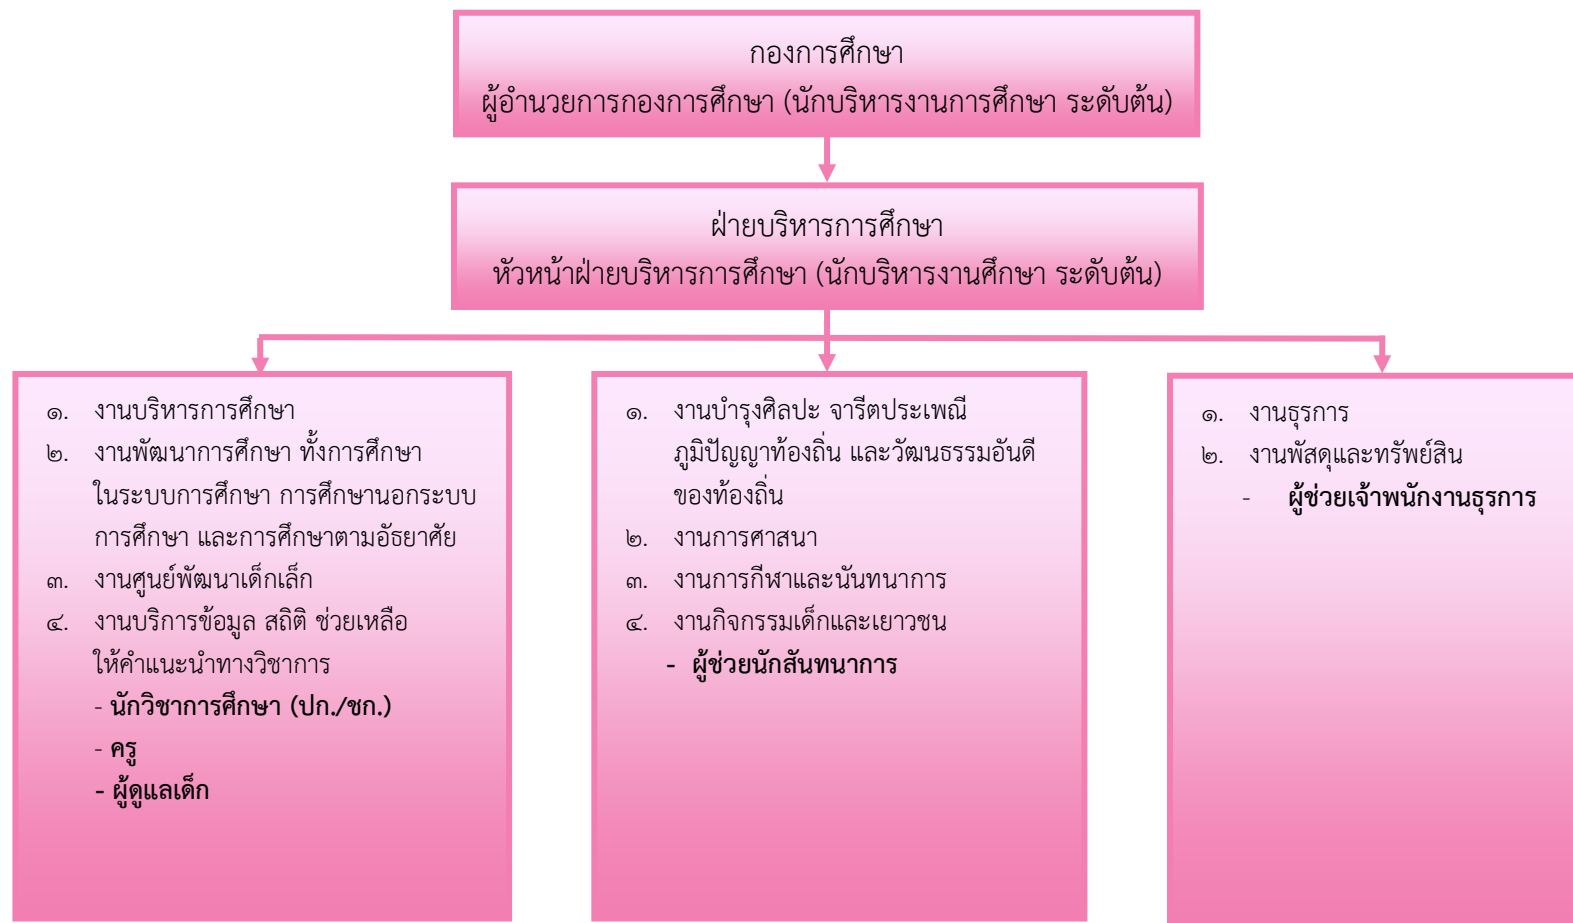 กองการศึกษา
ผู้อำนวยการกองการศึกษา (นักบริหารงานการศึกษา ระดับต้น)
ฝ่ายบริหารการศึกษา
หัวหน้าฝ่ายบริหารการศึกษา (นักบริหารงานศึกษา ระดับต้น)
๑. งานบริหารการศึกษา
๒. งานพัฒนาการศึกษา ทั้งการศึกษา
ในระบบการศึกษา การศึกษานอกระบบ
การศึกษา และการศึกษาตามอัธยาศัย
๓. งานศูนย์พัฒนาเด็กเล็ก
๔. งานบริการข้อมูล สถิติ ช่วยเหลือ
ให้คำแนะนำทางวิชาการ
- นักวิชาการศึกษา (ปก./ชก.)
- ครู
- ผู้ดูแลเด็ก
๑. งานบำรุงศิลปะ จารีตประเพณี
ภูมิปัญญาท้องถิ่น และวัฒนธรรมอันดี
ของท้องถิ่น
๒. งานการศาสนา
๓. งานการกีฬาและนันทนาการ
๔. งานกิจกรรมเด็กและเยาวชน
- ผู้ช่วยนักสันทนาการ
๑. งานธุรการ
๒. งานพัสดุและทรัพย์สิน
- ผู้ช่วยเจ้าพนักงานธุรการ